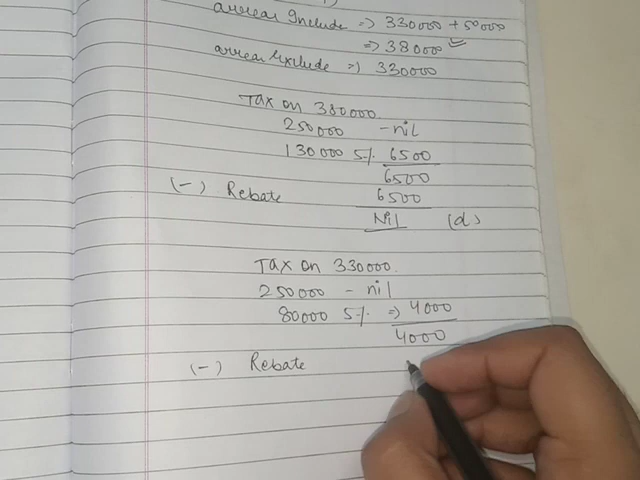 arrear Include => 330000 + 50000
=> 380000
arrear Exclude => 330000
Tax on 380000.
250000 - nil
130000 5% 6500
6500
(-) Rebate 6500
Nil (d)
Tax on 330000.
250000 - nil
80000 5% => 4000
4000
(-) Rebate